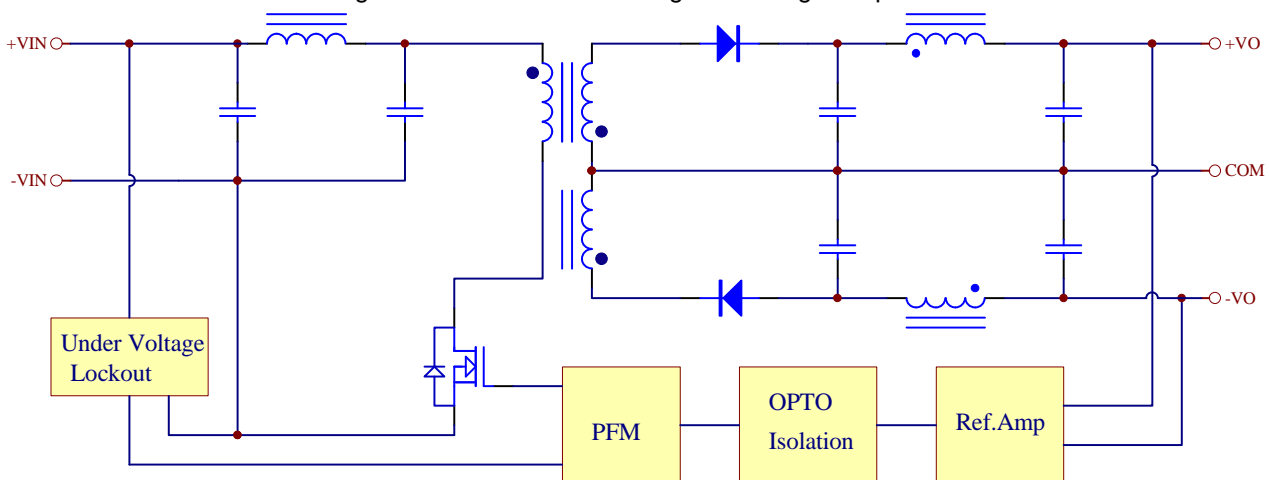 +VIN
+VO
-VIN
COM
-VO
Under Voltage
Lockout
PFM
OPTO
Isolation
Ref.Amp